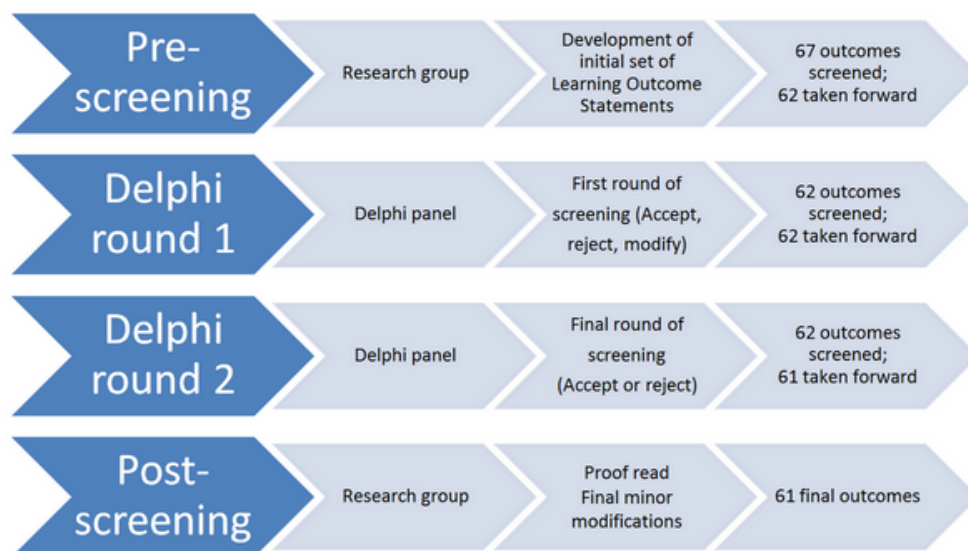 Pre-
screening
Research group
Development of
initial set of
Learning Outcome
Statements
67 outcomes
screened;
62 taken forward
Delphi
round 1
Delphi panel
First round of
screening (Accept,
reject, modify)
62 outcomes
screened;
62 taken forward
Delphi
round 2
Delphi panel
Final round of
screening
(Accept or reject)
62 outcomes
screened;
61 taken forward
Post-
screening
Research group
Proof read
Final minor
modifications
61 final outcomes